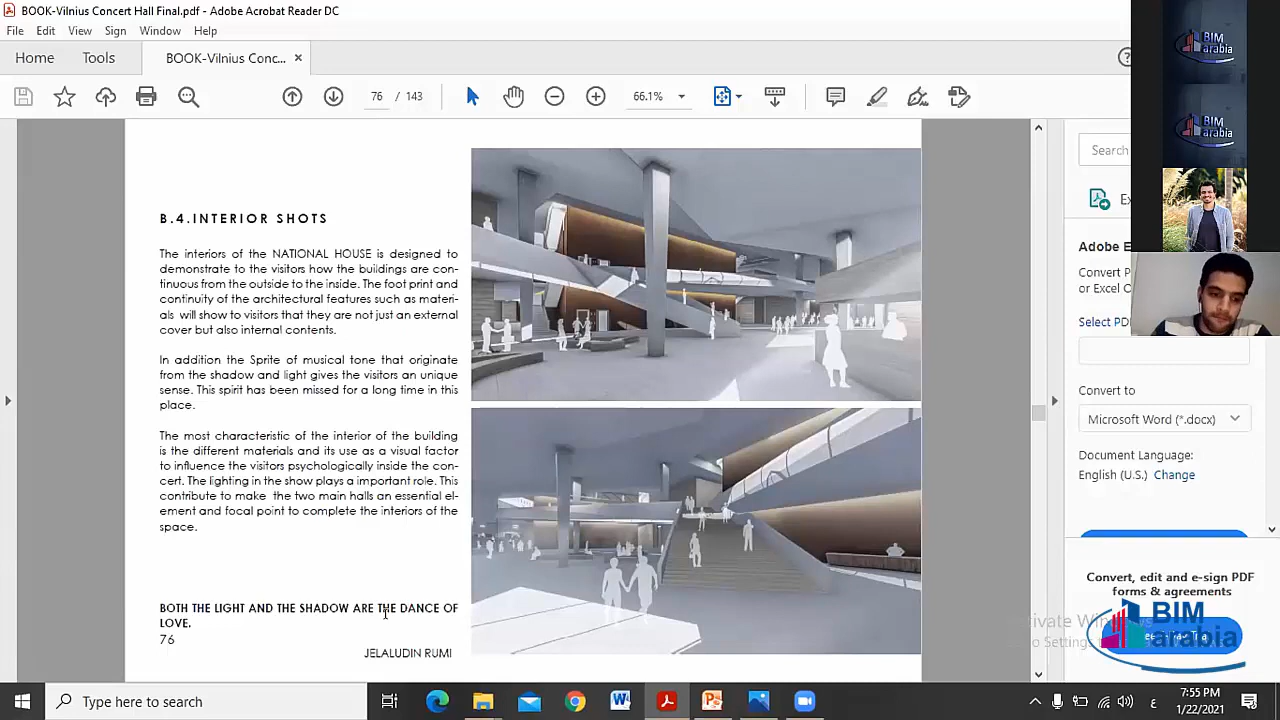 BOOK-Vilnius Concert Hall Final.pdf - Adobe Acrobat Reader DC
File Edit View Sign Window Help
Home Tools BOOK-Vilnius Conc... ×
76 / 143 66.1%
B.4.INTERIOR SHOTS
The interiors of the NATIONAL HOUSE is designed to
demonstrate to the visitors how the buildings are con-
tinuous from the outside to the inside. The foot print and
continuity of the architectural features such as materi-
als will show to visitors that they are not just an external
cover but also internal contents.
In addition the Sprite of musical tone that originate
from the shadow and light gives the visitors an unique
sense. This spirit has been missed for a long time in this
place.
The most characteristic of the interior of the building
is the different materials and its use as a visual factor
to influence the visitors psychologically inside the con-
cert. The lighting in the show plays a important role. This
contribute to make the two main halls an essential el-
ement and focal point to complete the interiors of the
space.
BOTH THE LIGHT AND THE SHADOW ARE THE DANCE OF
LOVE.
76
JELALUDIN RUMI
BIM
arabia
BIM
arabia
Search
Ex
Adobe E
Convert P
or Excel O
Select PD
Convert to
Microsoft Word (*.docx)
Document Language:
English (U.S.) Change
Convert, edit and e-sign PDF
forms & agreements
BIM
arabia
Type here to search
ع
7:55 PM
1/22/2021